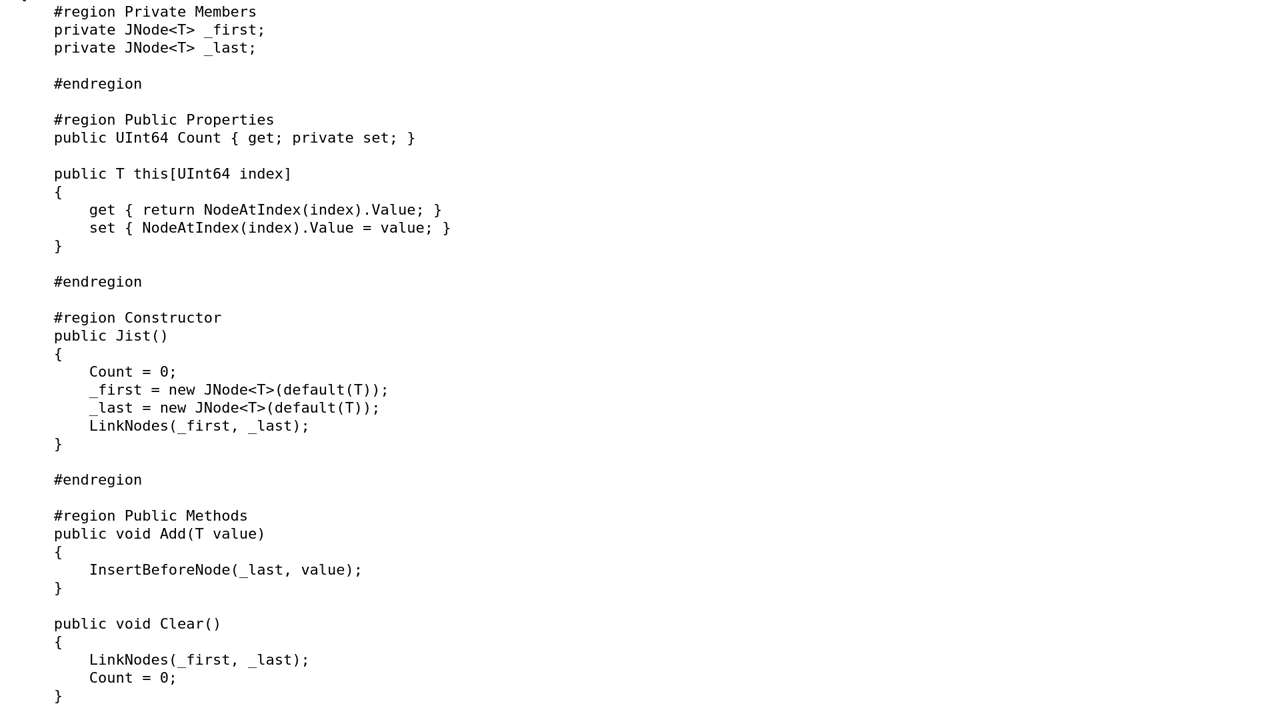 #region Private Members
private JNode<T> _first;
private JNode<T> _last;

#endregion

#region Public Properties
public UInt64 Count { get; private set; }

public T this[UInt64 index]
{
    get { return NodeAtIndex(index).Value; }
    set { NodeAtIndex(index).Value = value; }
}

#endregion

#region Constructor
public Jist()
{
    Count = 0;
    _first = new JNode<T>(default(T));
    _last = new JNode<T>(default(T));
    LinkNodes(_first, _last);
}

#endregion

#region Public Methods
public void Add(T value)
{
    InsertBeforeNode(_last, value);
}

public void Clear()
{
    LinkNodes(_first, _last);
    Count = 0;
}